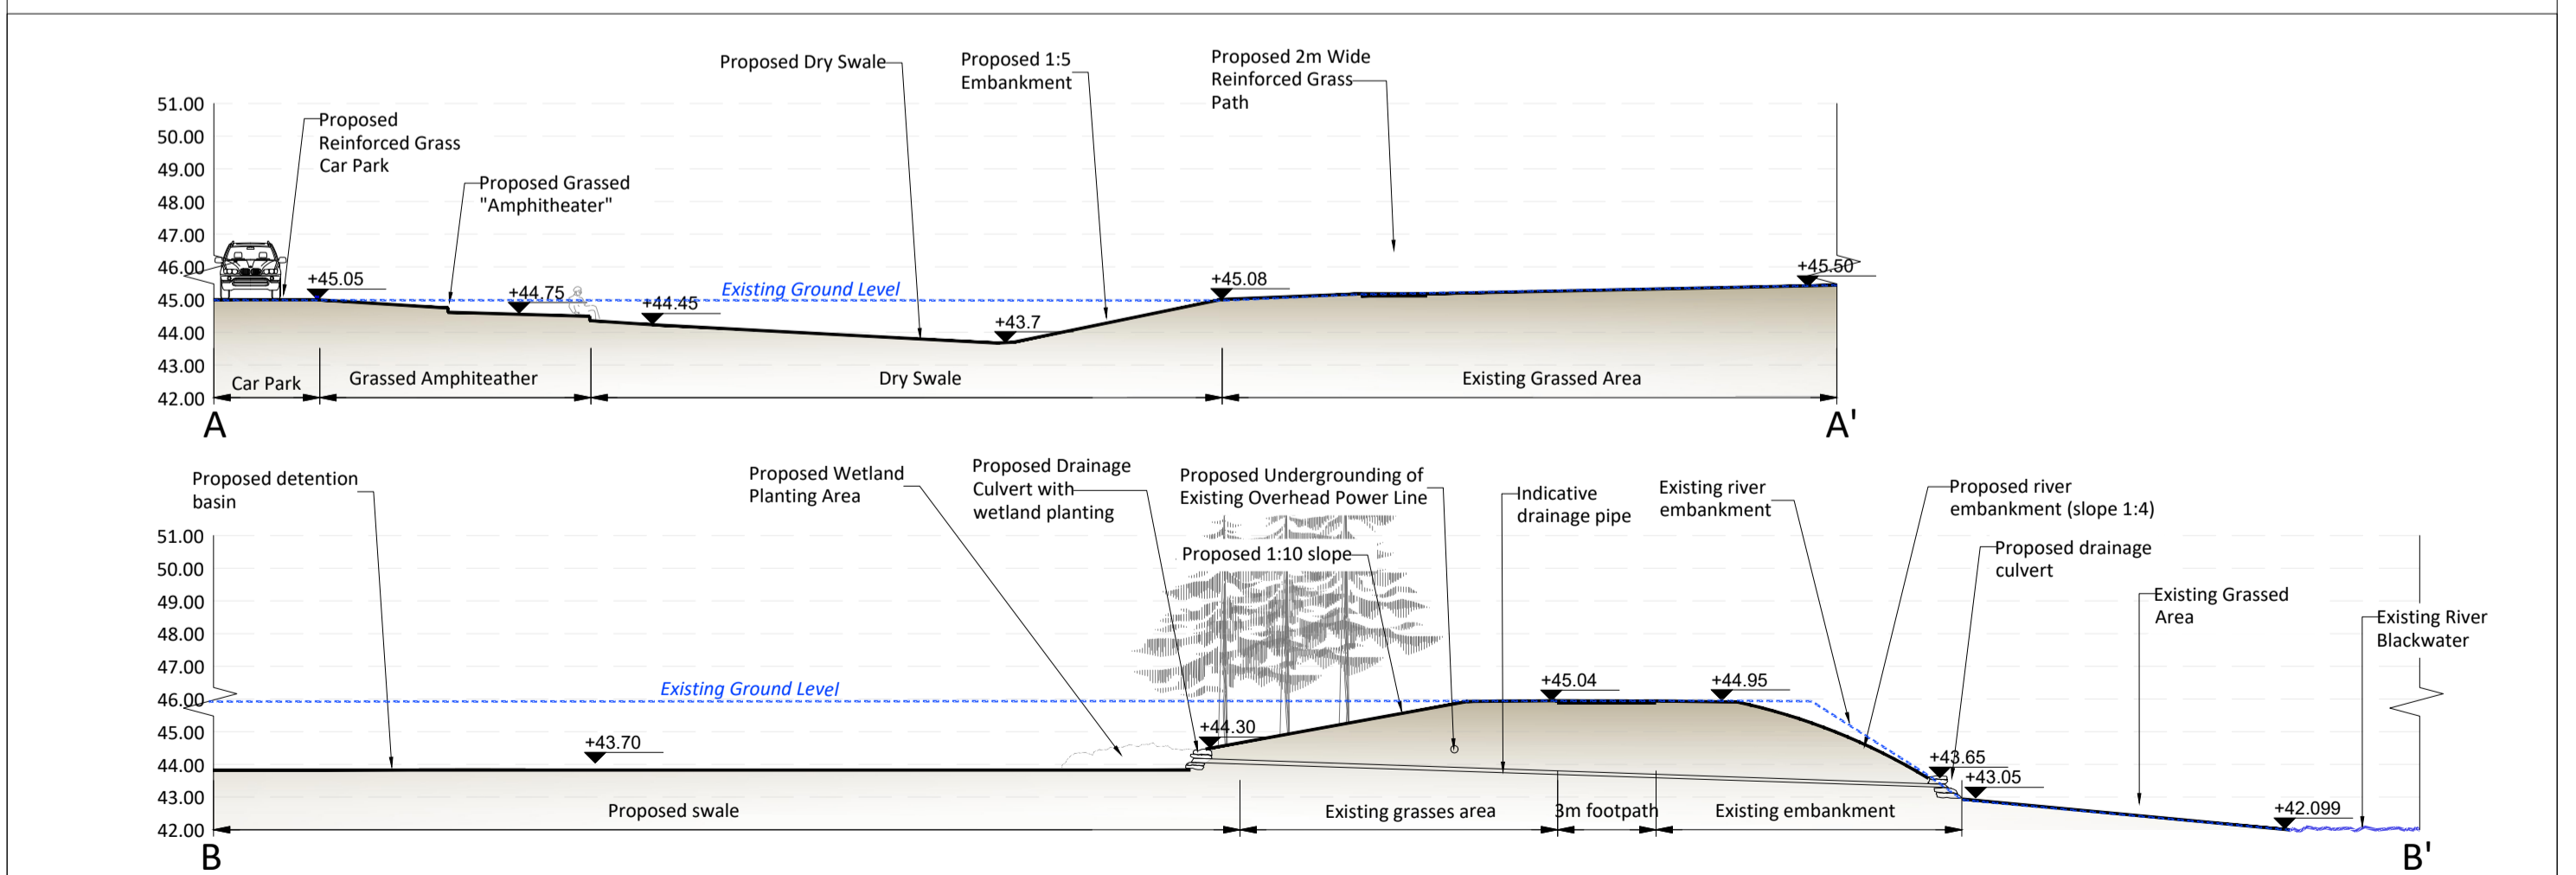 Proposed Dry Swale
Proposed 1:5
Embankment
Proposed 2m Wide
Reinforced Grass
Path
51.00
50.00
49.00
48.00
47.00
46.00
45.00
44.00
43.00
42.00
Proposed
Reinforced Grass
Car Park
Proposed Grassed
"Amphitheater"
+45.05
+44.75
+44.45
Existing Ground Level
+43.7
+45.08
+45.50
Car Park
Grassed Amphiteather
Dry Swale
Existing Grassed Area
A
A'
Proposed detention
basin
Proposed Wetland
Planting Area
Proposed Drainage
Culvert with
wetland planting
Proposed Undergrounding of
Existing Overhead Power Line
Proposed 1:10 slope
Indicative
drainage pipe
Existing river
embankment
Proposed river
embankment (slope 1:4)
Proposed drainage
culvert
Existing Grassed
Area
Existing River
Blackwater
51.00
50.00
49.00
48.00
47.00
46.00
45.00
44.00
43.00
42.00
Existing Ground Level
+43.70
+44.30
+45.04
+44.95
+43.65
+43.05
+42.099
Proposed swale
Existing grasses area
3m footpath
Existing embankment
B
B'